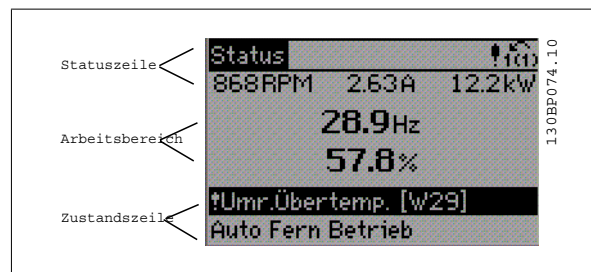 Statuszeile
Status
!1(1)
868RPM 2.63A 12.2kW
Arbeitsbereich
28.9Hz
57.8%
Zustandszeile
!Umr.Übertemp. [W29]
Auto Fern Betrieb
130BP074.10